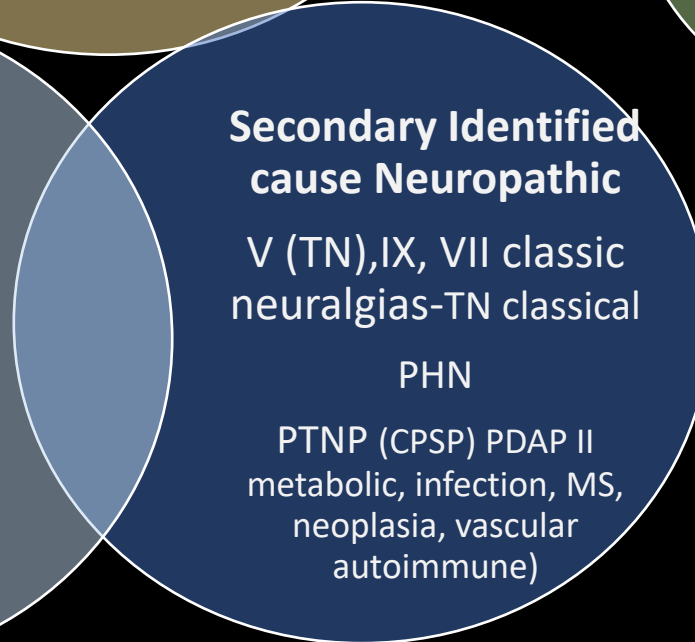 Secondary Identified
cause Neuropathic
V (TN),IX, VII classic
neuralgias-TN classical
PHN
PTNP (CPSP) PDAP II
metabolic, infection, MS,
neoplasia, vascular
autoimmune)